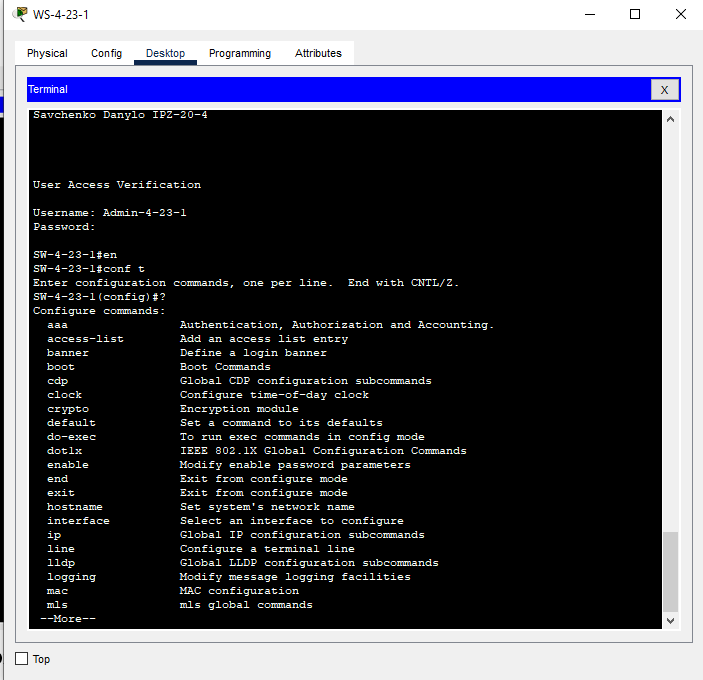 WS-4-23-1
Physical Config Desktop Programming Attributes
Terminal X
Savchenko Danylo IPZ-20-4
User Access Verification
Username: Admin-4-23-1
Password:
SW-4-23-1#en
SW-4-23-1#conf t
Enter configuration commands, one per line.  End with CNTL/Z.
SW-4-23-1(config)#?
Configure commands:
  aaa                Authentication, Authorization and Accounting.
  access-list        Add an access list entry
  banner             Define a login banner
  boot               Boot Commands
  cdp                Global CDP configuration subcommands
  clock              Configure time-of-day clock
  crypto             Encryption module
  default            Set a command to its defaults
  do-exec            To run exec commands in config mode
  dot1x              IEEE 802.1X Global Configuration Commands
  enable             Modify enable password parameters
  end                Exit from configure mode
  exit               Exit from configure mode
  hostname           Set system's network name
  interface          Select an interface to configure
  ip                 Global IP configuration subcommands
  line               Configure a terminal line
  lldp               Global LLDP configuration subcommands
  logging            Modify message logging facilities
  mac                MAC configuration
  mls                mls global commands
 --More--
Top